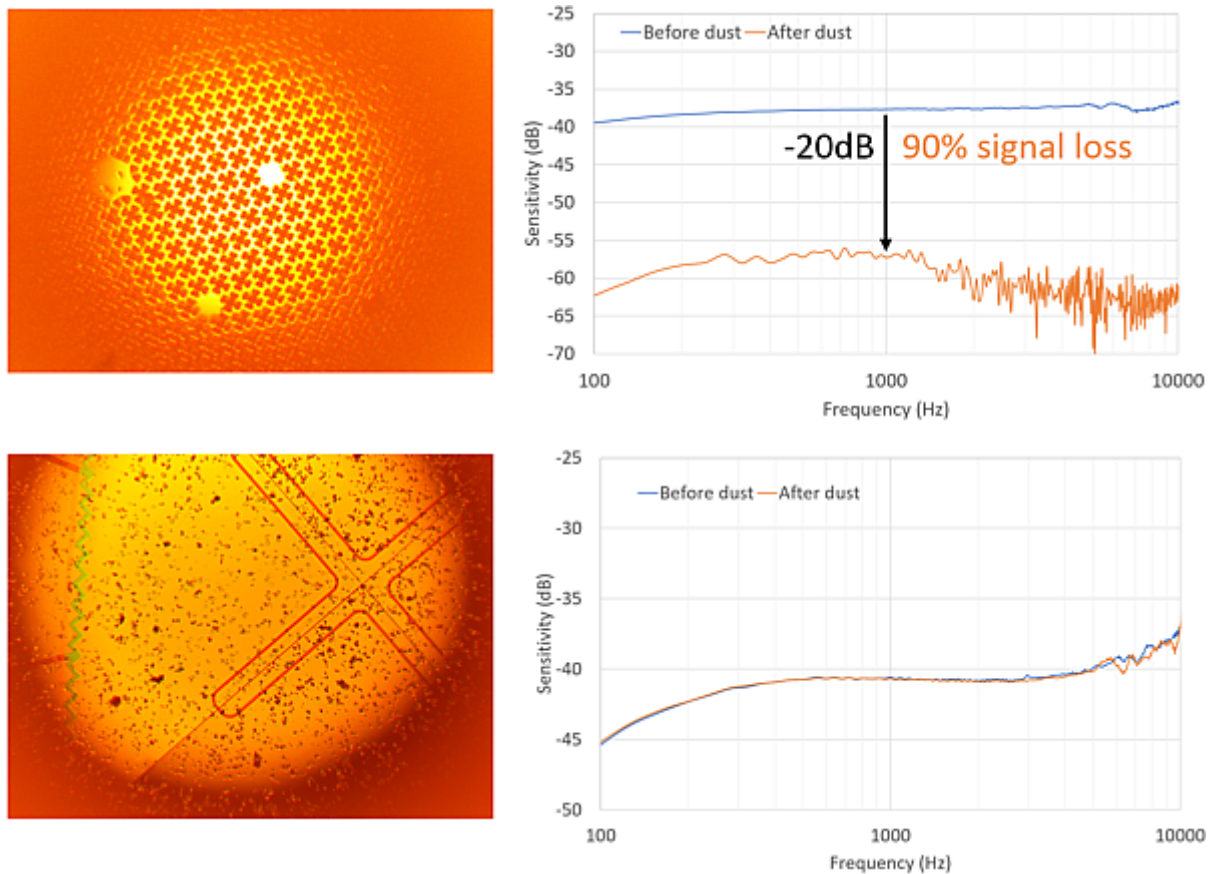 Before dust After dust
-25
-30
-35
-40
-45
-50
-55
-60
-65
-70
Sensitivity (dB)
-20dB 90% signal loss
100 1000 10000
Frequency (Hz)
Before dust After dust
-25
-30
-35
-40
-45
-50
Sensitivity (dB)
100 1000 10000
Frequency (Hz)